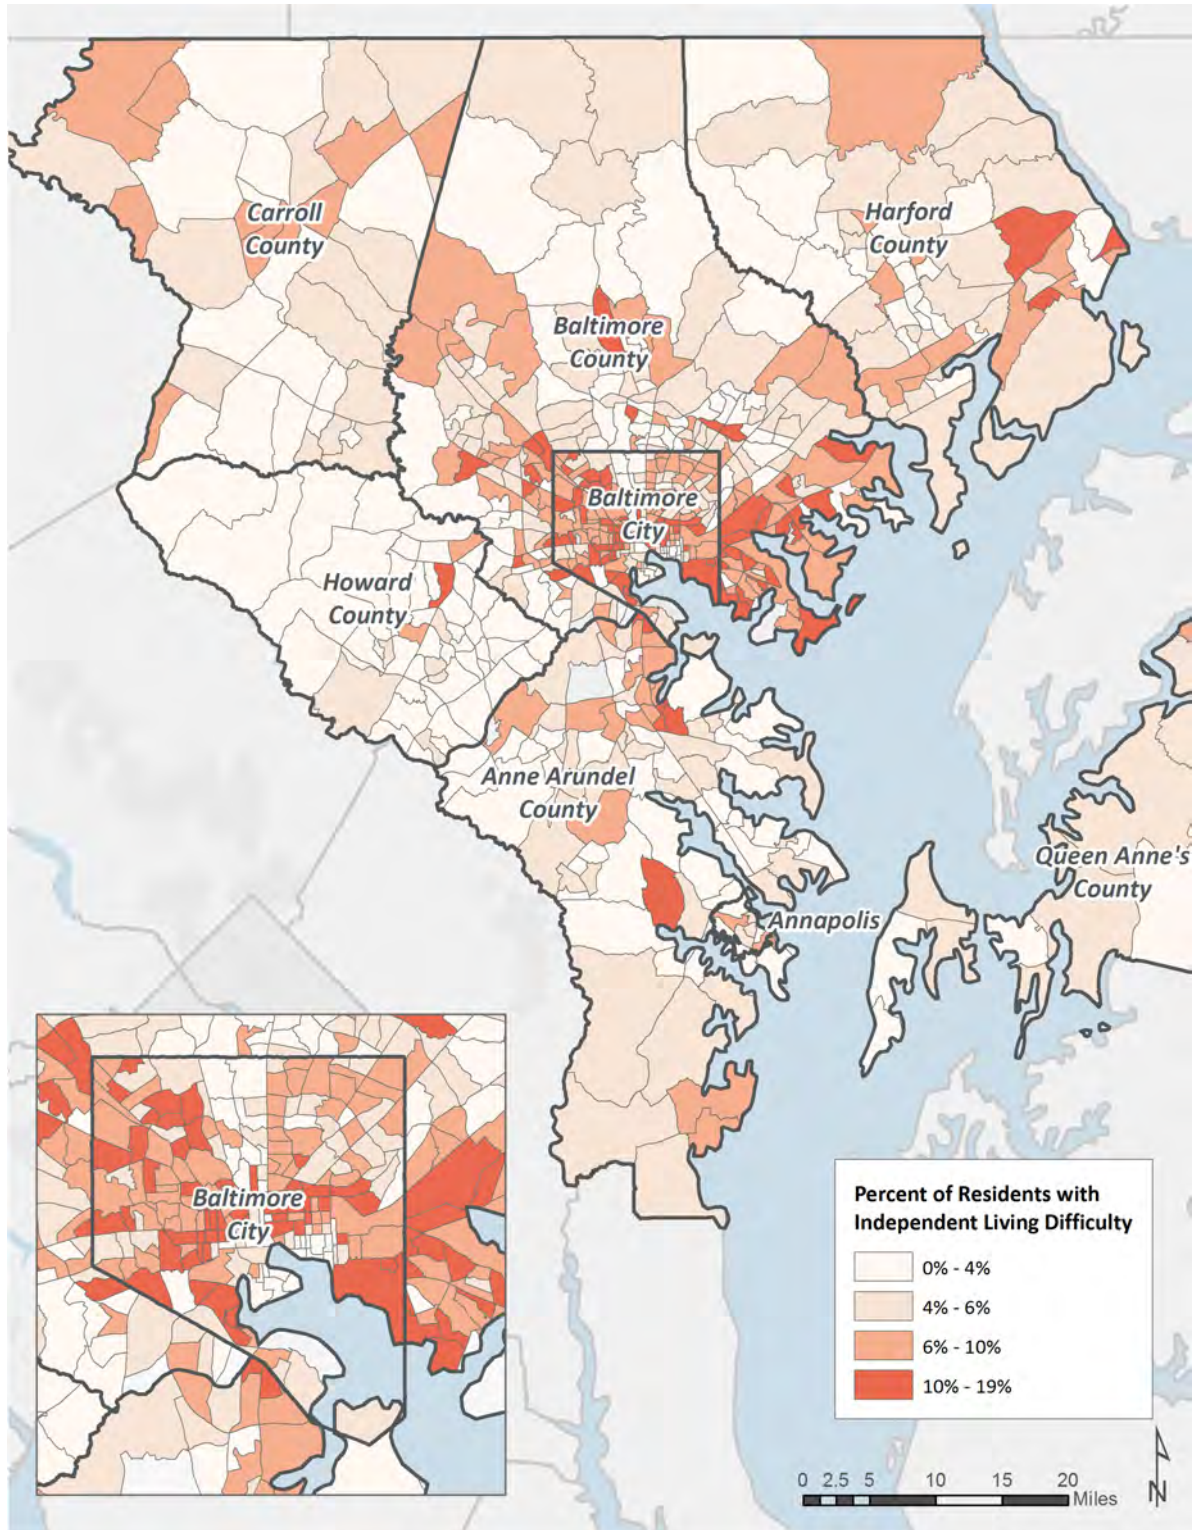 Carroll
County
Harford
County
Baltimore
County
Baltimore
City
Howard
County
Anne Arundel
County
Queen Anne's
County
Annapolis
Baltimore
City
Percent of Residents with
Independent Living Difficulty
0% - 4%
4% - 6%
6% - 10%
10% - 19%
0 2.5 5 10 15 20
Miles
N